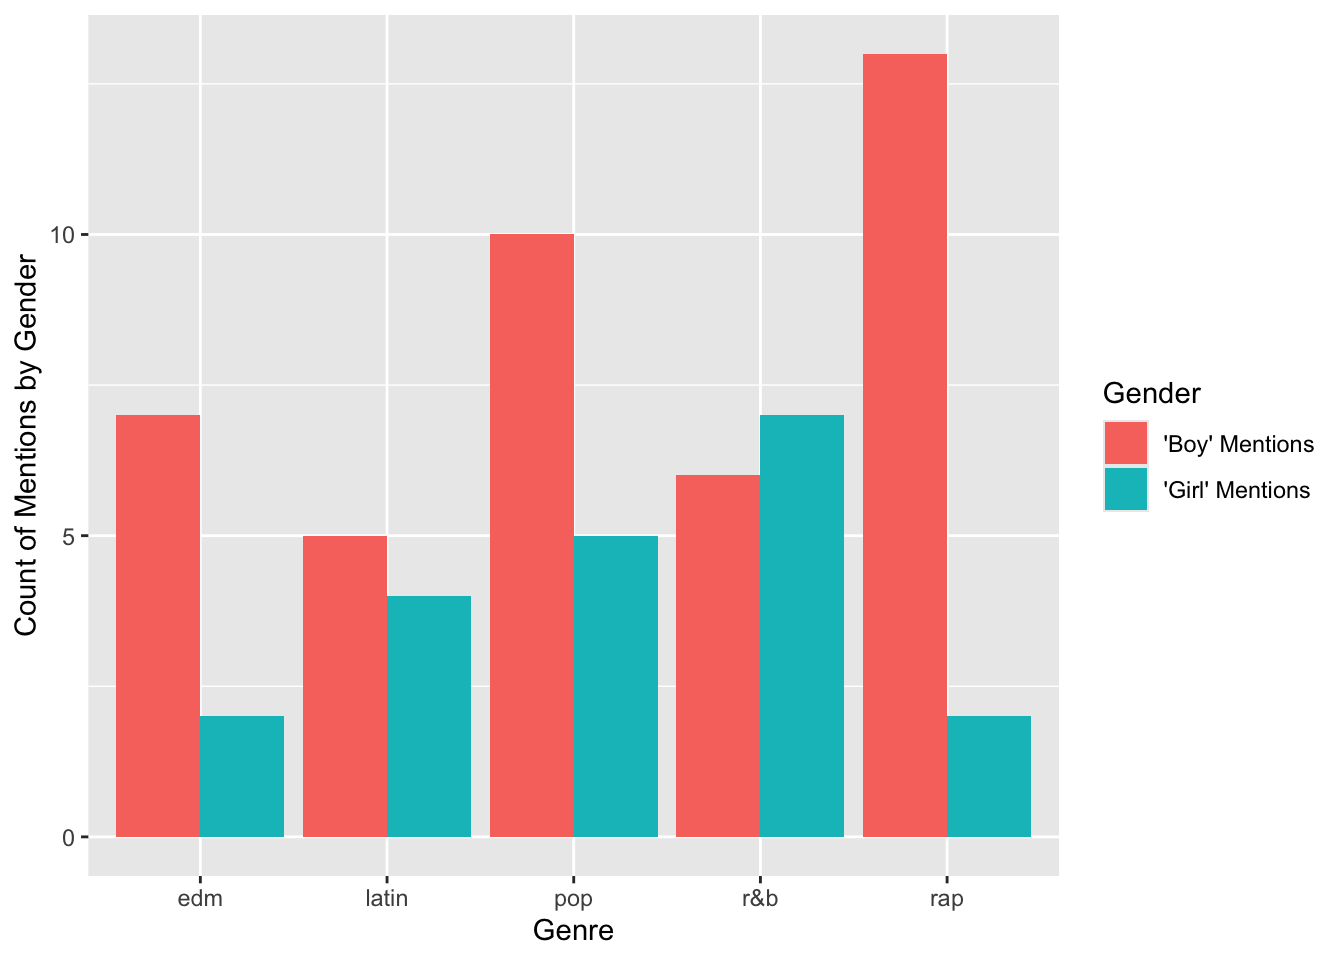 Count of Mentions by Gender
10
5
0
edm latin pop r&b rap
Genre
Gender
'Boy' Mentions
'Girl' Mentions